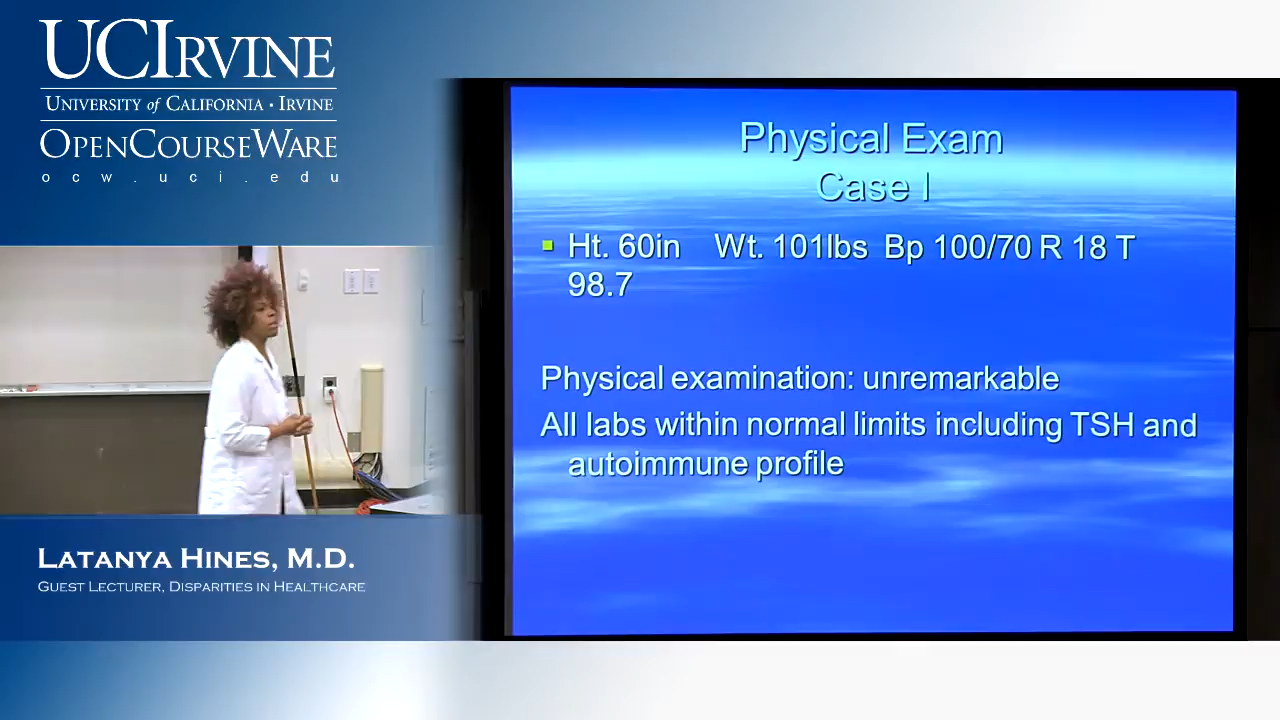 UCIRVINE
UNIVERSITY of CALIFORNIA · IRVINE
OPENCOURSEWARE
ocw.uci.edu
Physical Exam
Case I
Ht. 60in Wt. 101lbs Bp 100/70 R 18 T
98.7
Physical examination: unremarkable
All labs within normal limits including TSH and
autoimmune profile
LATANYA HINES, M.D.
GUEST LECTURER, DISPARITIES IN HEALTHCARE